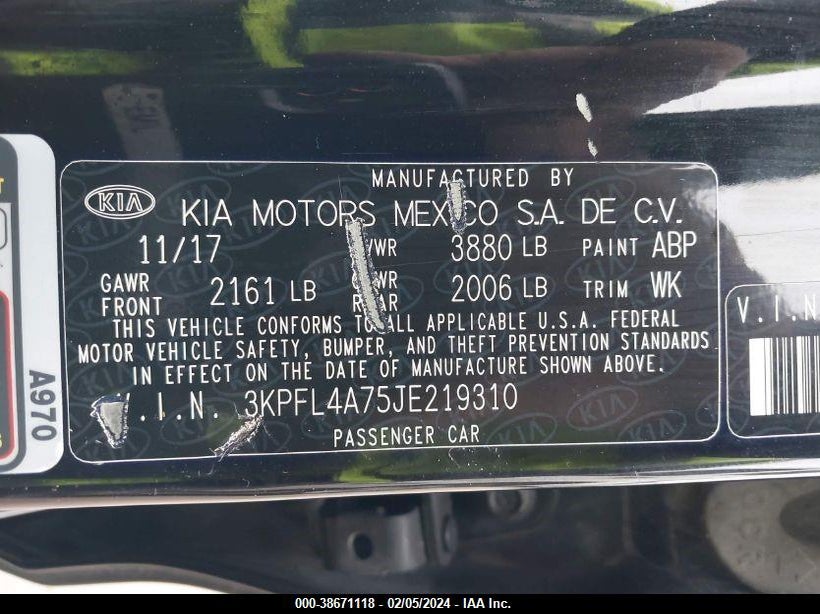 MANUFACTURED BY
KIA KIA MOTORS MEXICO S.A. DE C.V.
11/17 3880 LB PAINT ABP
GAWR FRONT 2161 LB 2006 LB TRIM WK
THIS VEHICLE CONFORMS TO ALL APPLICABLE U.S.A. FEDERAL
MOTOR VEHICLE SAFETY, BUMPER, AND THEFT PREVENTION STANDARDS
IN EFFECT ON THE DATE OF MANUFACTURE SHOWN ABOVE.
V.I.N. 3KPFL4A75JE219310
PASSENGER CAR
A970
V.I.N
000-38671118 - 02/05/2024 - IAA Inc.